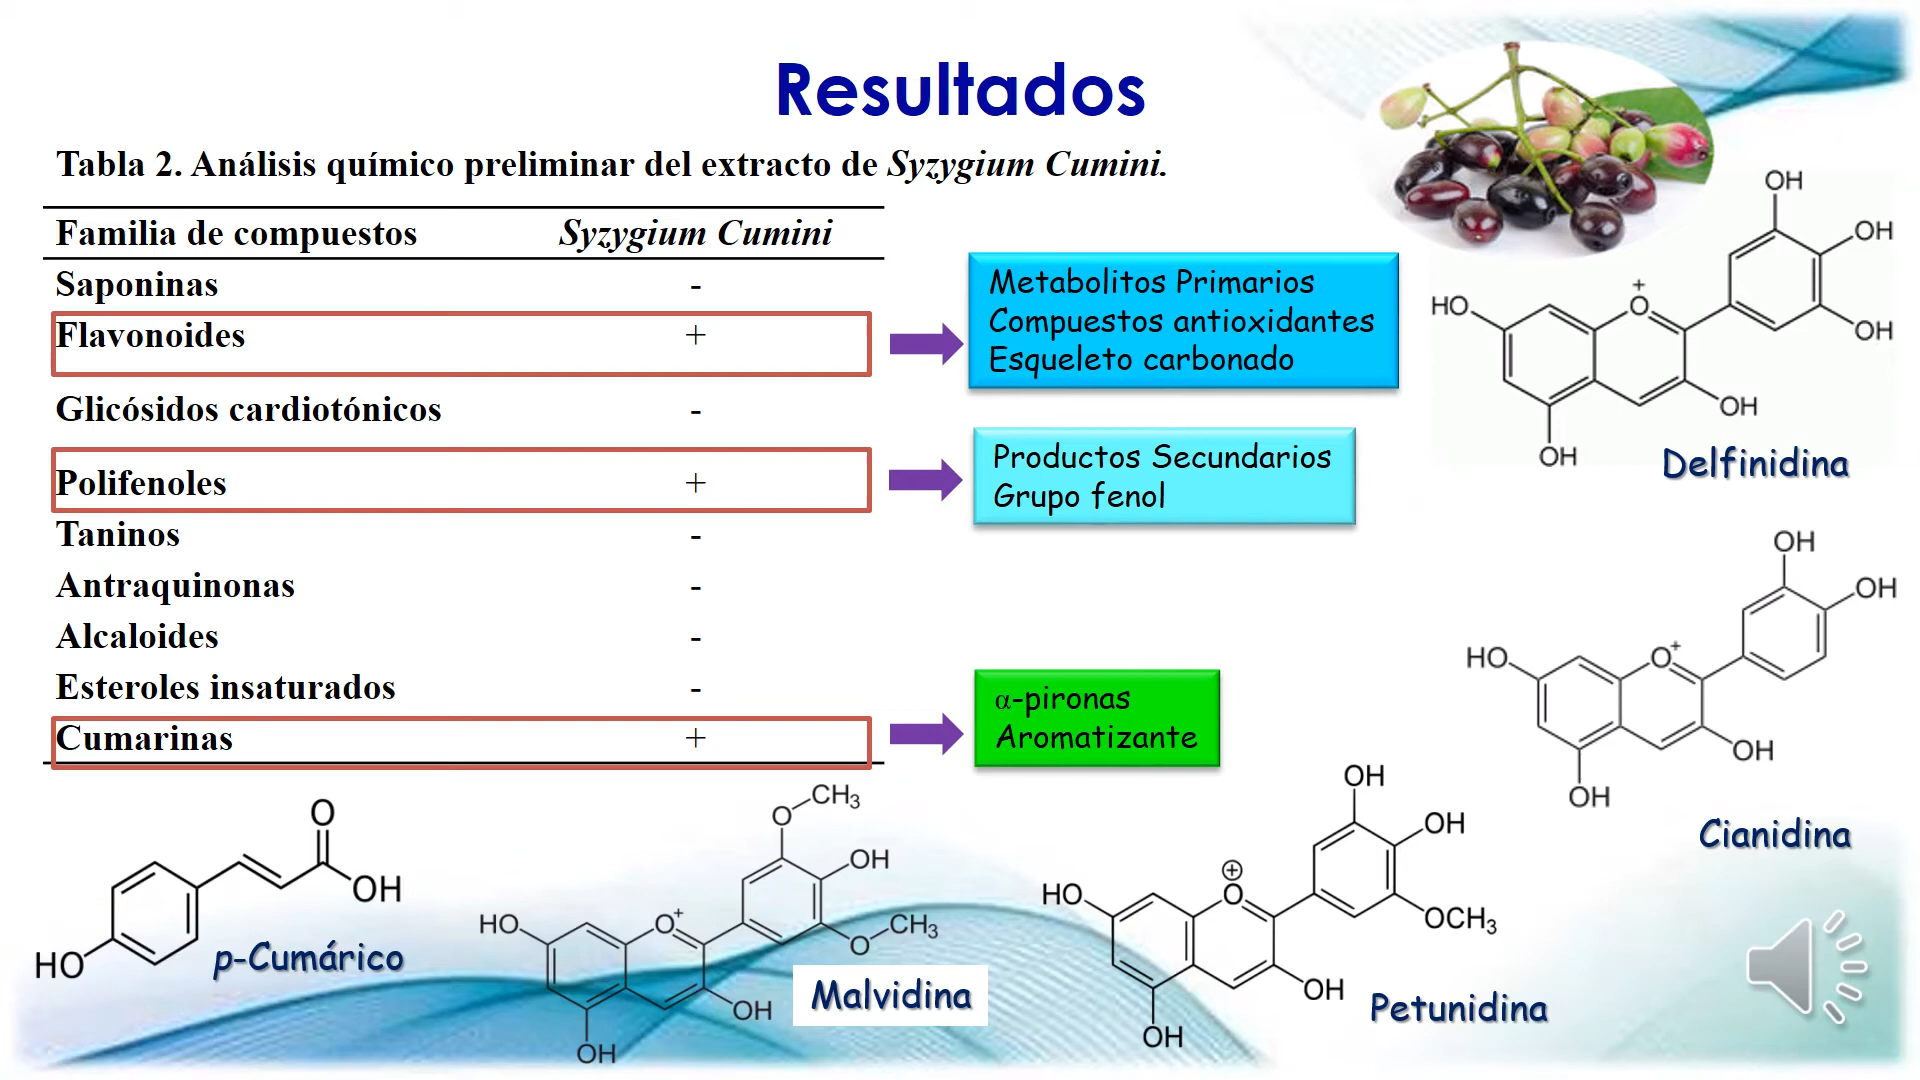 Resultados
Tabla 2. Análisis químico preliminar del extracto de Syzygium Cumini.
Familia de compuestos Syzygium Cumini
Saponinas -
Flavonoides +
Glicósidos cardiotónicos -
Polifenoles +
Taninos -
Antraquinonas -
Alcaloides -
Esteroles insaturados -
Cumarinas +
Metabolitos Primarios
Compuestos antioxidantes
Esqueleto carbonado
Productos Secundarios
Grupo fenol
α-pironas
Aromatizante
OH
OH
HO
O
+
OH
OH
OH
Delfinidina
OH
OH
HO
O+
OH
OH
Cianidina
O
OH
HO
p-Cumárico
CH3
O
OH
HO
O+
CH3
O
OH
OH
Malvidina
OH
OH
HO
O
+
OCH3
OH
OH
Petunidina